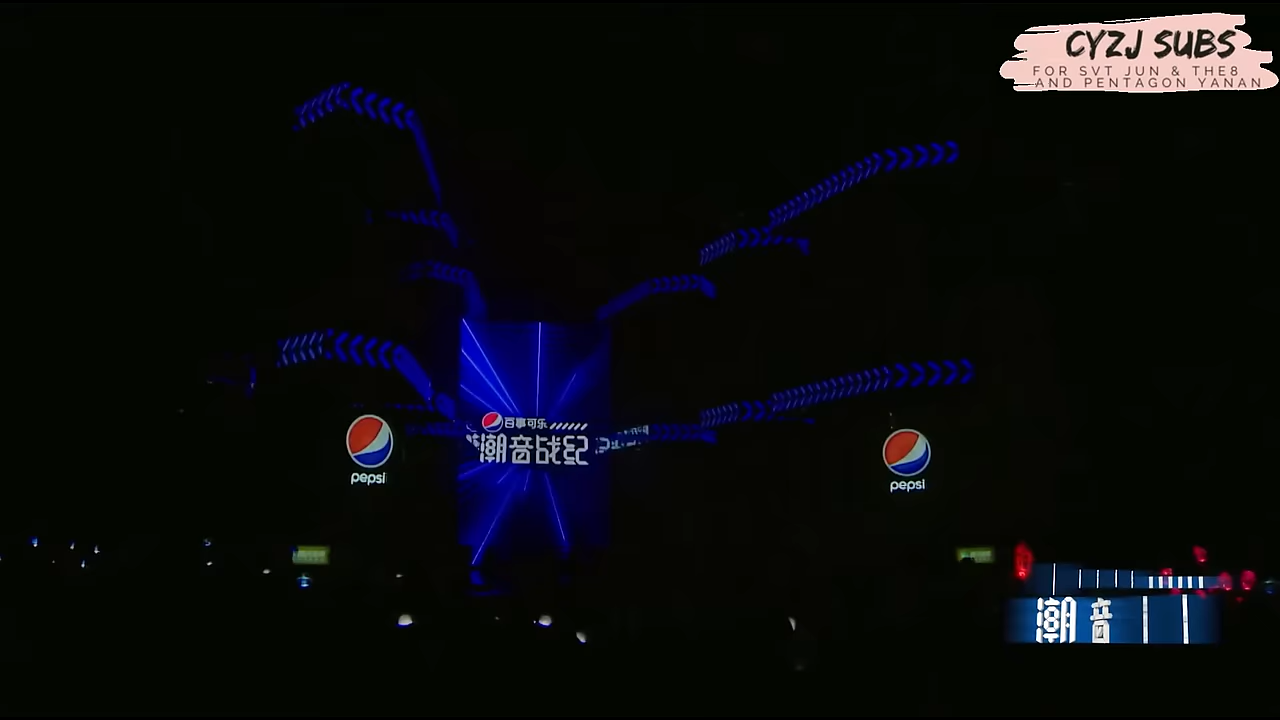 CYZJ SUBS
FOR SVT JUN & THE8
AND PENTAGON YANAN
百事可乐
潮音战纪
pepsi
pepsi
潮音